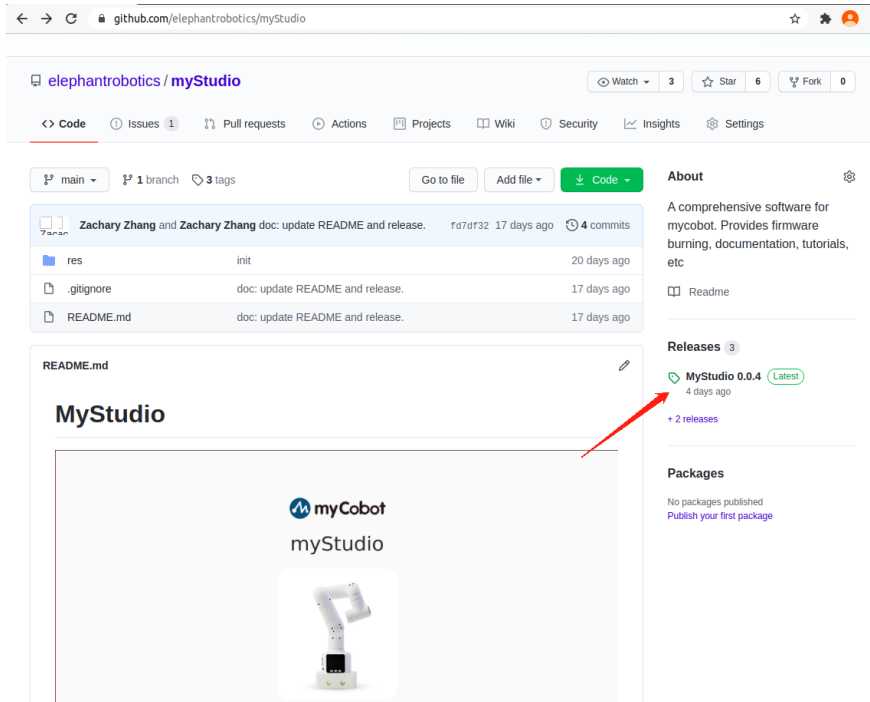 github.com/elephantrobotics/myStudio
elephantrobotics / myStudio
Watch 3 Star 6 Fork 0
<> Code Issues 1 Pull requests Actions Projects Wiki Security Insights Settings
main 1 branch 3 tags Go to file Add file Code
Zachary Zhang and Zachary Zhang doc: update README and release. fd7df32 17 days ago 4 commits
res init 20 days ago
.gitignore doc: update README and release. 17 days ago
README.md doc: update README and release. 17 days ago
README.md
MyStudio
myCobot
myStudio
About
A comprehensive software for
mycobot. Provides firmware
burning, documentation, tutorials,
etc
Readme
Releases 3
MyStudio 0.0.4 Latest
4 days ago
+ 2 releases
Packages
No packages published
Publish your first package